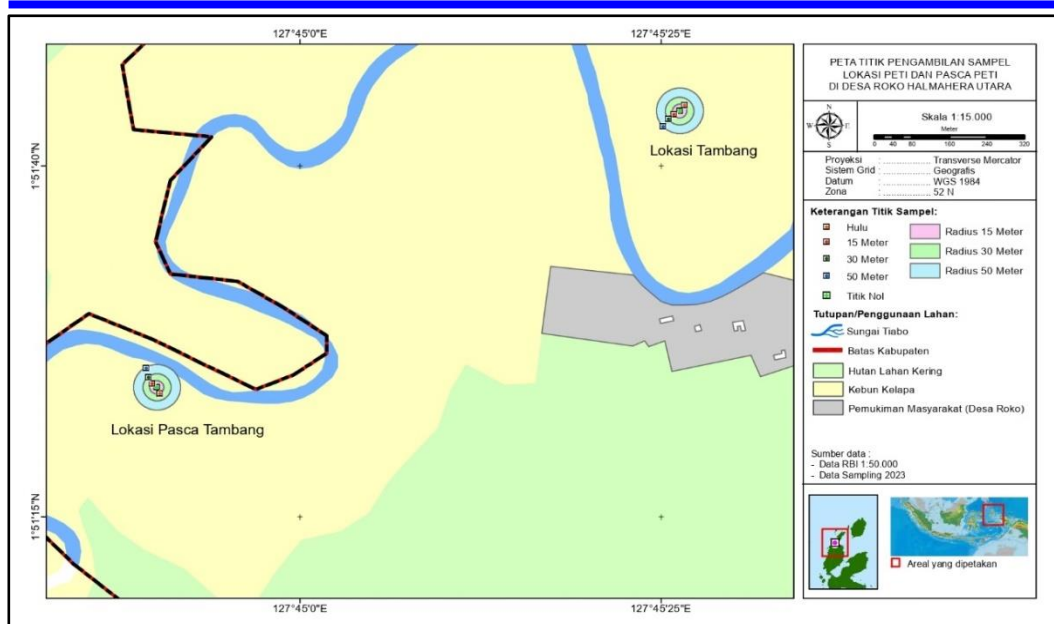 127°45'0"E
127°45'25"E
1°51'40"N
1°51'15"N
Lokasi Tambang
Lokasi Pasca Tambang
127°45'0"E
127°45'25"E
PETA TITIK PENGAMBILAN SAMPEL
LOKASI PETI DAN PASCA PETI
DI DESA ROKO HALMAHERA UTARA
N
W E
S
Skala 1:15.000
Meter
0 40 80 160 240 320
Proyeksi : .................... Transverse Mercator
Sistem Grid : .................... Geografis
Datum : .................... WGS 1984
Zona : .................... 52 N
Keterangan Titik Sampel:
Hulu
15 Meter
30 Meter
50 Meter
Titik Nol
Radius 15 Meter
Radius 30 Meter
Radius 50 Meter
Tutupan/Penggunaan Lahan:
Sungai Tiabo
Batas Kabupaten
Hutan Lahan Kering
Kebun Kelapa
Pemukiman Masyarakat (Desa Roko)
Sumber data :
- Data RBI 1:50.000
- Data Sampling 2023
Areal yang dipetakan